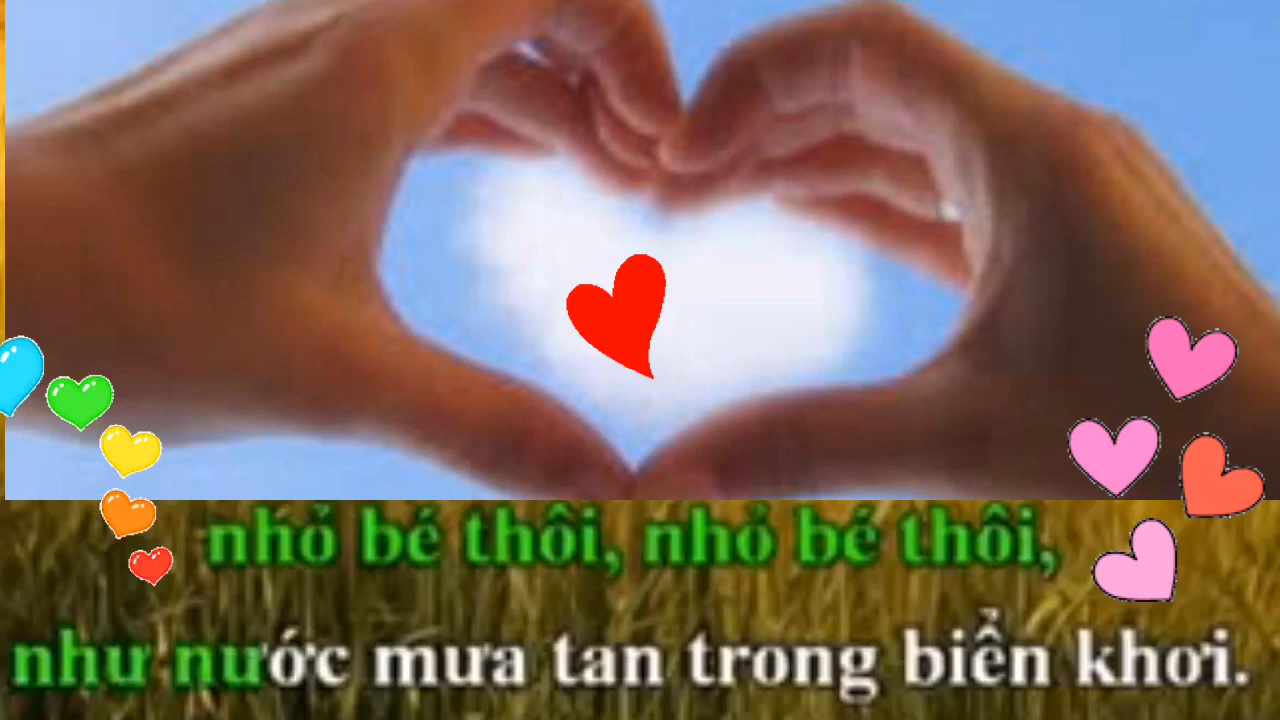 nhỏ bé thôi, nhỏ bé thôi,
như nước mưa tan trong biển khơi.